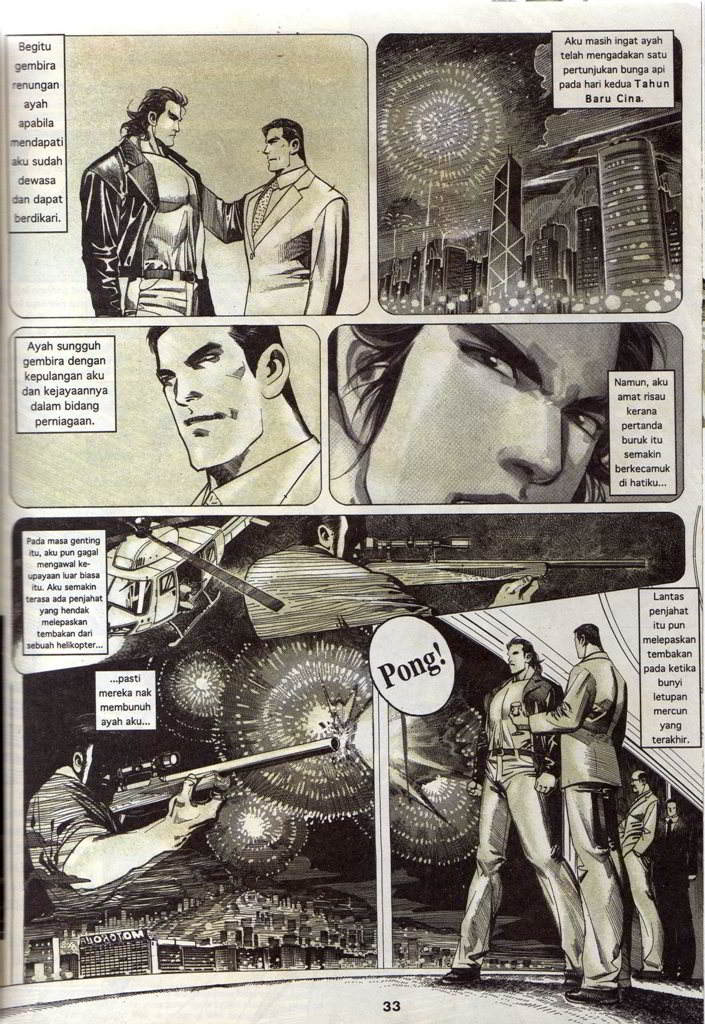 Begitu
gembira
renungan
ayah
apabila
mendapati
aku sudah
dewasa
dan dapat
berdikari.
Aku masih ingat ayah
telah mengadakan satu
pertunjukan bunga api
pada hari kedua Tahun
Baru Cina.
Ayah sungguh
gembira dengan
kepulangan aku
dan kejayaannya
dalam bidang
perniagaan.
Namun, aku
amat risau
kerana
pertanda
buruk itu
semakin
berkecamuk
di hatiku...
Pada masa genting
itu, aku pun gagal
mengawal ke-
upayaan luar biasa
itu. Aku semakin
terasa ada penjahat
yang hendak
melepaskan
tembakan dari
sebuah helikopter...
...pasti
mereka nak
membunuh
ayah aku...
Pong!
Lantas
penjahat
itu pun
melepaskan
tembakan
pada ketika
bunyi
letupan
mercun
yang
terakhir.
33